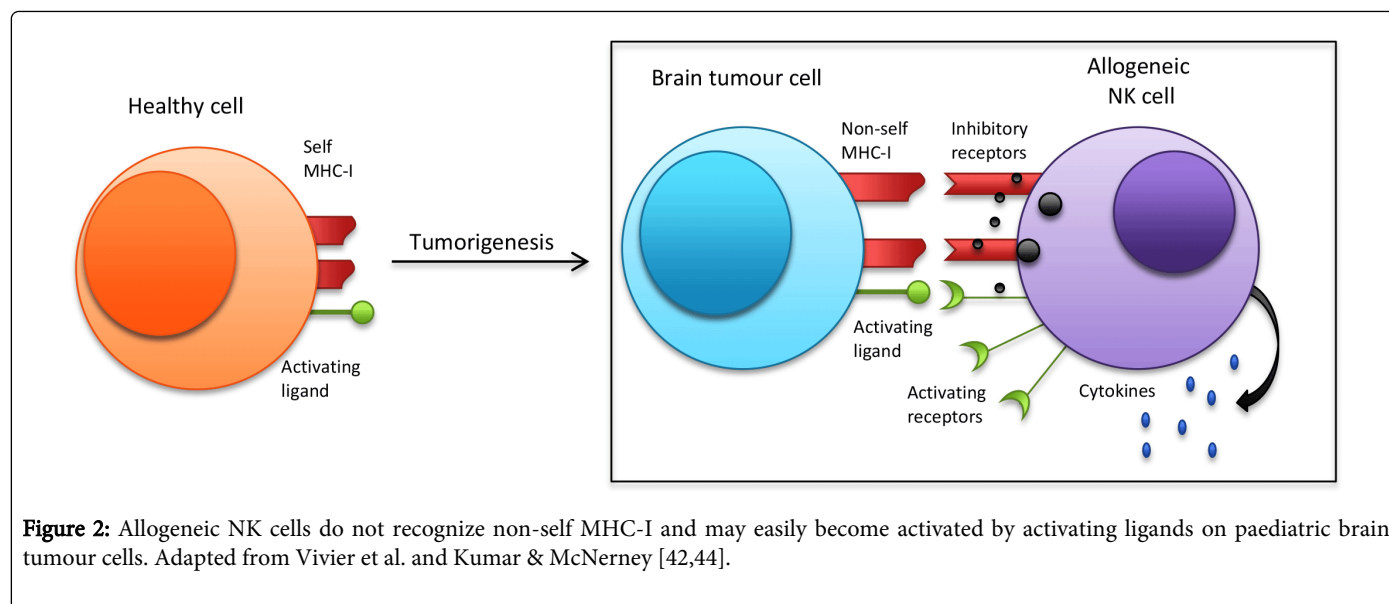 Healthy cell
Self
MHC-I
Activating
ligand
Tumorigenesis
Brain tumour cell
Non-self
MHC-I
Activating
ligand
Inhibitory
receptors
Activating
receptors
Allogeneic
NK cell
Cytokines
Figure 2: Allogeneic NK cells do not recognize non-self MHC-I and may easily become activated by activating ligands on paediatric brain
tumour cells. Adapted from Vivier et al. and Kumar & McNerney [42,44].